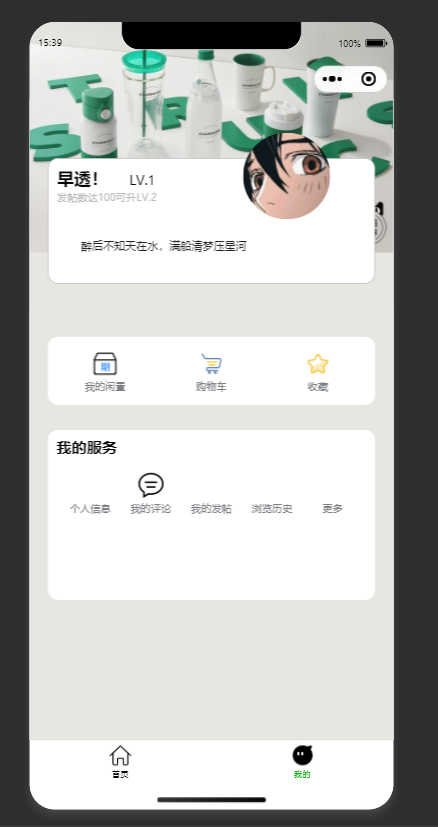 15:39
100%
早透!
LV.1
发帖数达100可升LV.2
醉后不知天在水，满船清梦压星河
期
我的闲置
购物车
收藏
我的服务
个人信息
我的评论
我的发帖
浏览历史
更多
首页
我的